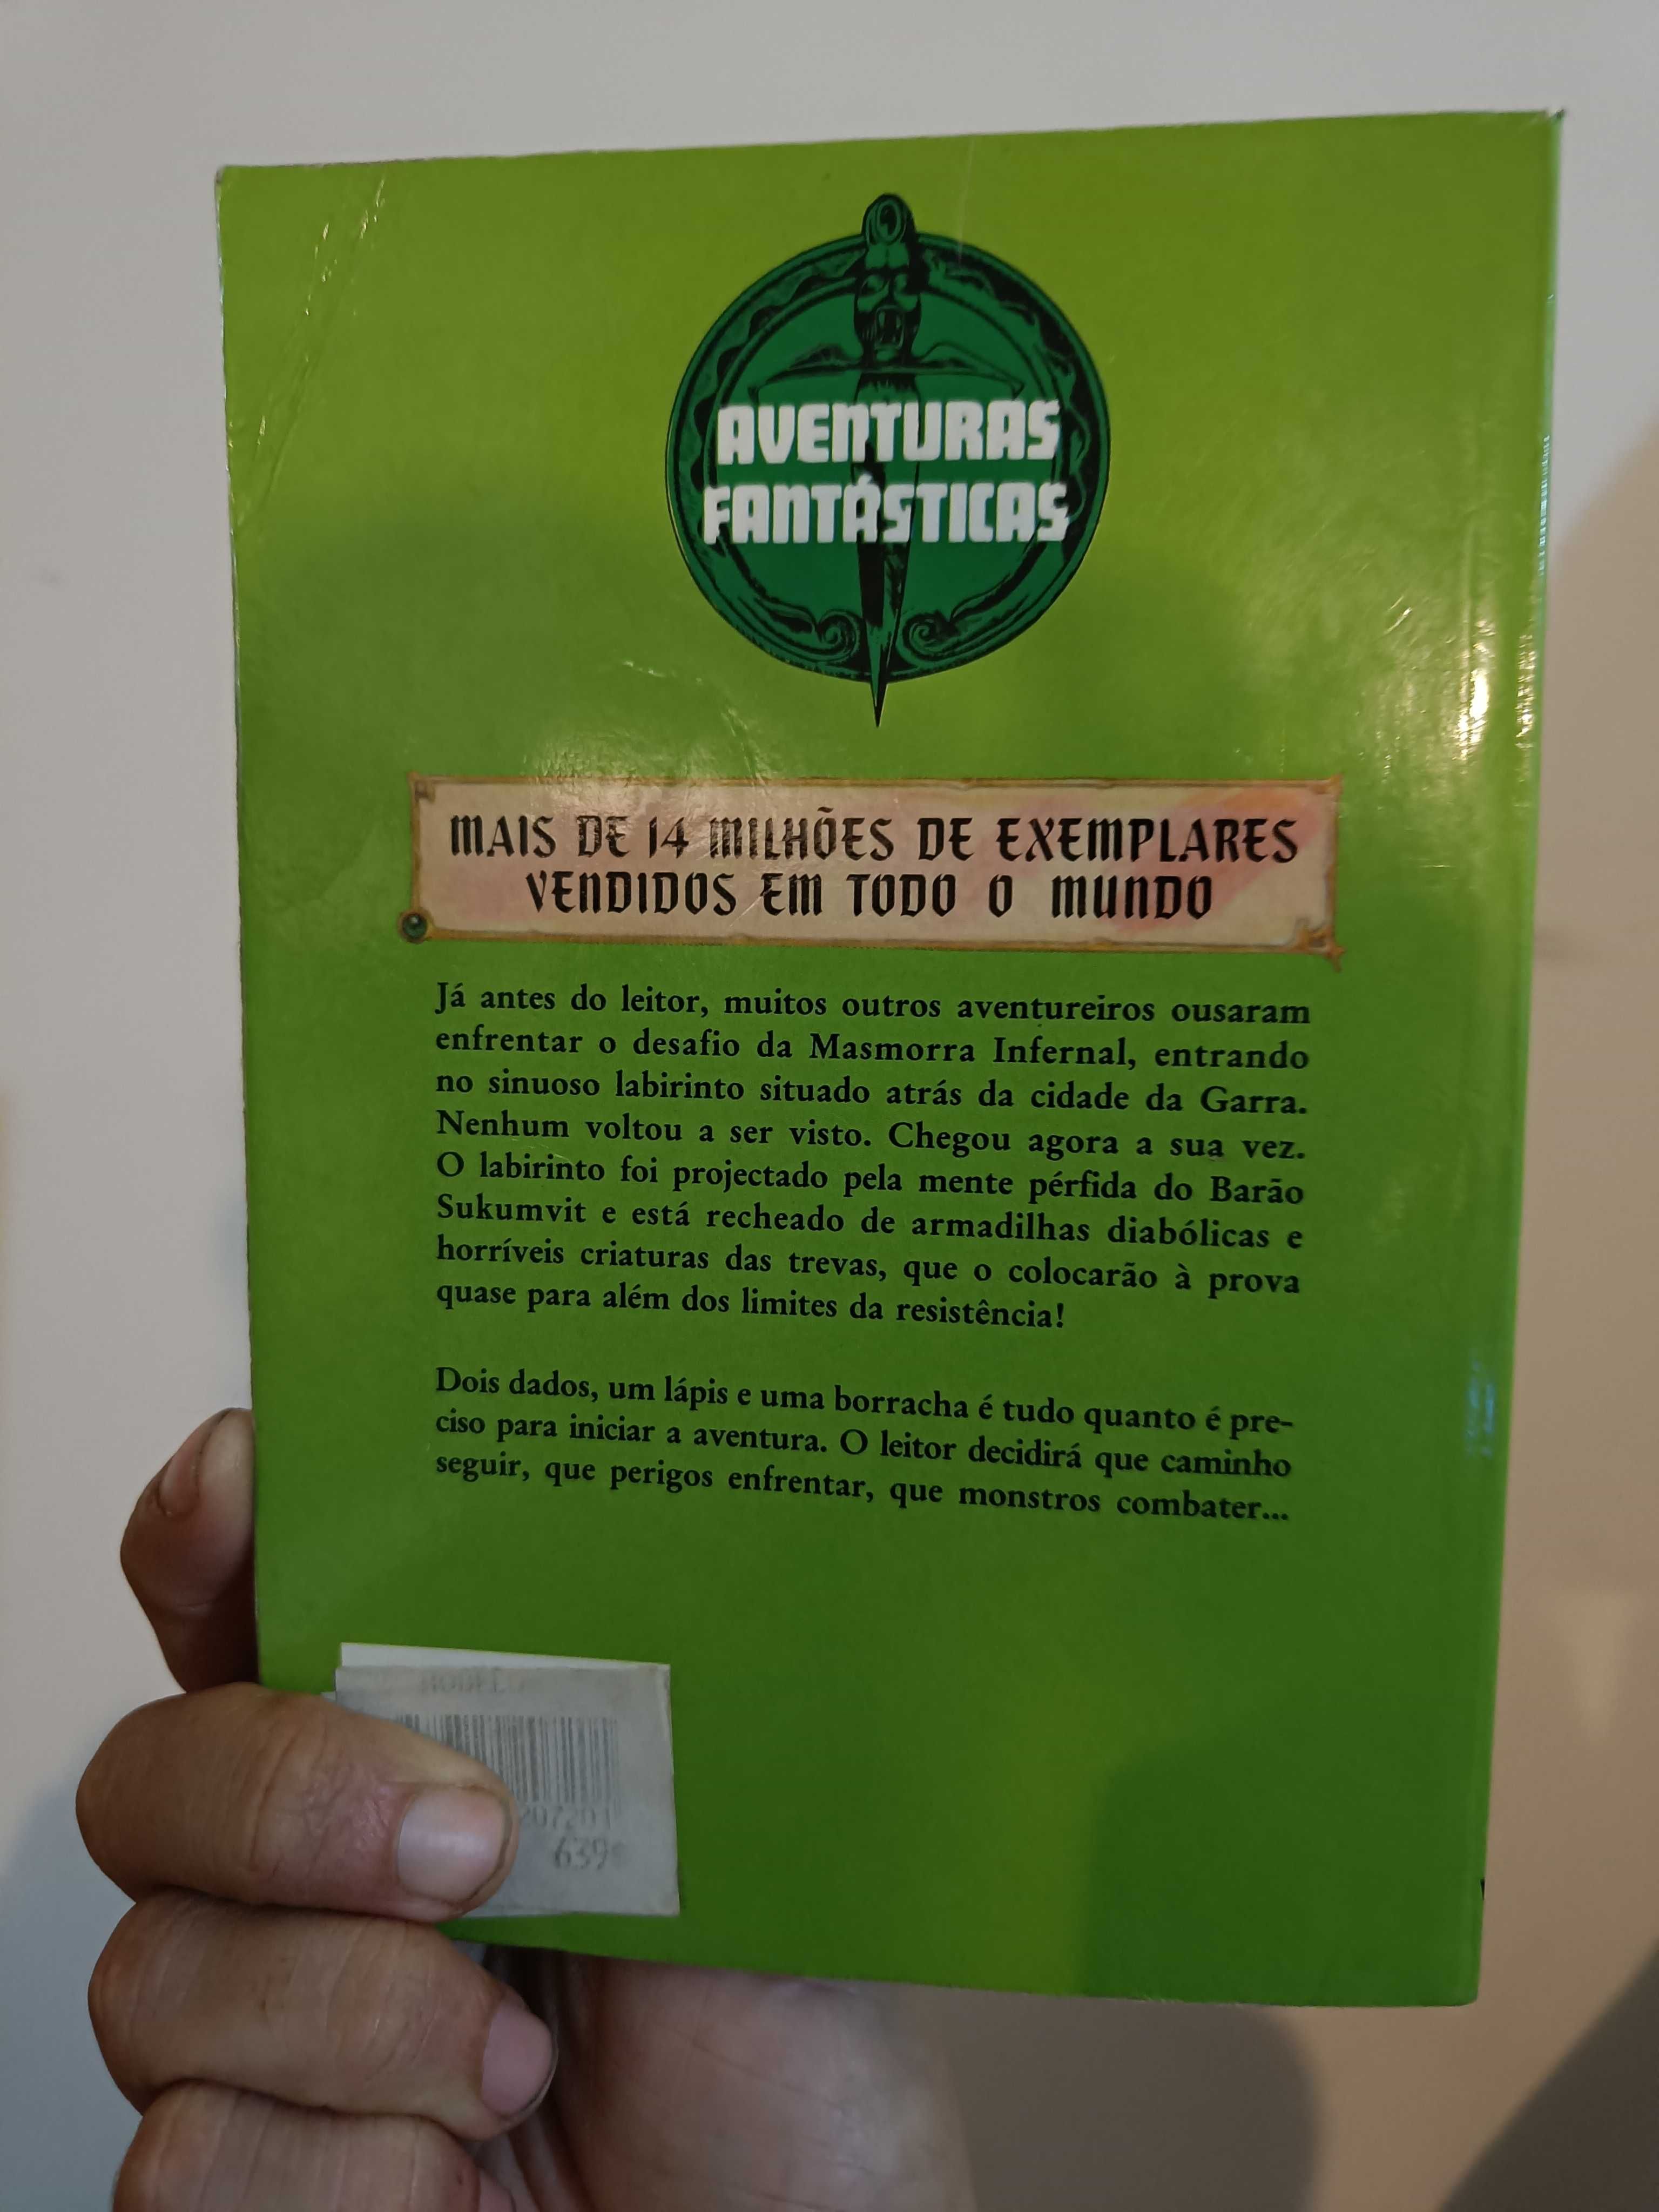 AVENTURAS
FANTÁSTICAS
MAIS DE 14 MILHÕES DE EXEMPLARES
VENDIDOS EM TODO O MUNDO
Já antes do leitor, muitos outros aventureiros ousaram
enfrentar o desafio da Masmorra Infernal, entrando
no sinuoso labirinto situado atrás da cidade da Garra.
Nenhum voltou a ser visto. Chegou agora a sua vez.
O labirinto foi projectado pela mente pérfida do Barão
Sukumvit e está recheado de armadilhas diabólicas e
horríveis criaturas das trevas, que o colocarão à prova
quase para além dos limites da resistência!
Dois dados, um lápis e uma borracha é tudo quanto é pre-
ciso para iniciar a aventura. O leitor decidirá que caminho
seguir, que perigos enfrentar, que monstros combater...